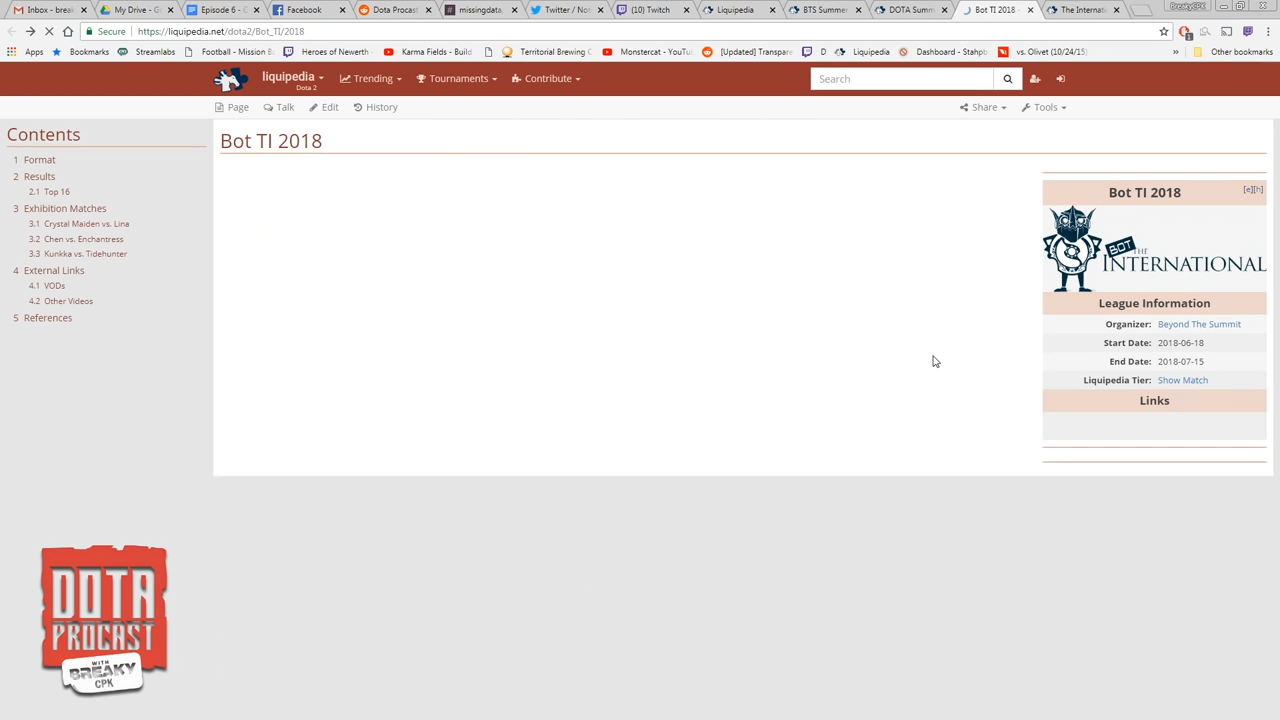 Inbox - brea
My Drive - G
Episode 6 - G
Facebook
Dota Procast
missingdata
Twitter / Not
(10) Twitch
Liquipedia
BTS Summer
DOTA Summ
Bot TI 2018 -
The Internati
BreakyCPK
Secure
https://liquipedia.net/dota2/Bot_TI/2018
Apps
Bookmarks
Streamlabs
Football - Mission B
Heroes of Newerth
Karma Fields - Build
Territorial Brewing C
Monstercat - YouTu
[Updated] Transpare
D
Liquipedia
Dashboard - Stahpb
vs. Olivet (10/24/15)
»
Other bookmarks
liquipedia
Dota 2
Trending
Tournaments
Contribute
Search
Page
Talk
Edit
History
Share
Tools
Contents
1 Format
2 Results
2.1 Top 16
3 Exhibition Matches
3.1 Crystal Maiden vs. Lina
3.2 Chen vs. Enchantress
3.3 Kunkka vs. Tidehunter
4 External Links
4.1 VODs
4.2 Other Videos
5 References
Bot TI 2018
Bot TI 2018
[e][h]
BOT
THE
INTERNATIONAL
League Information
Organizer: Beyond The Summit
Start Date: 2018-06-18
End Date: 2018-07-15
Liquipedia Tier: Show Match
Links
DOTA
PROCAST
WITH
BREAKY
CPK